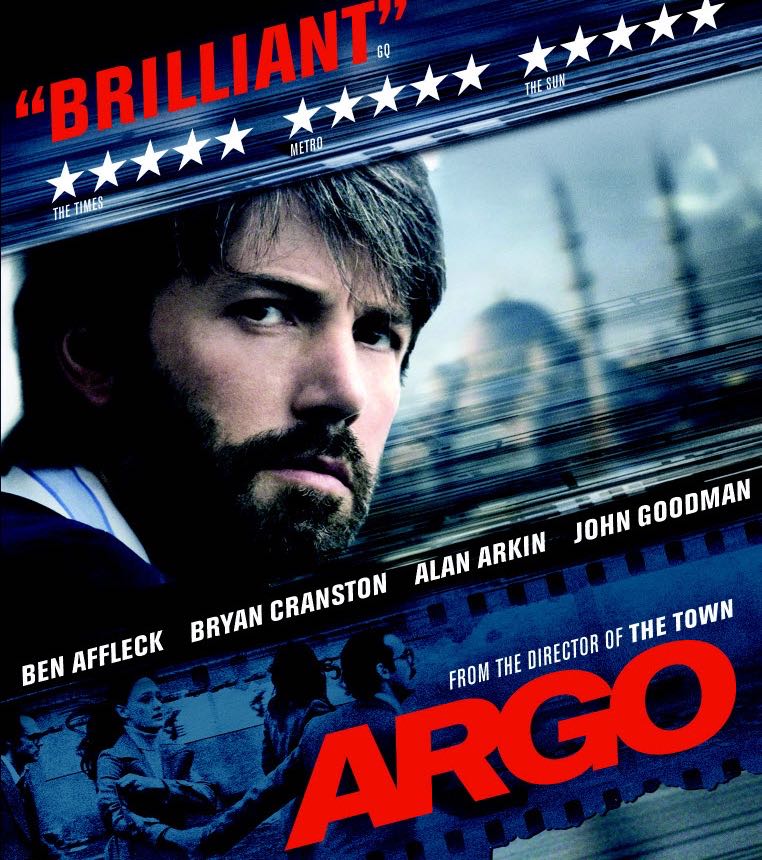 “BRILLIANT”
GQ
★★★★★
THE TIMES
★★★★★
METRO
★★★★★
THE SUN
BEN AFFLECK BRYAN CRANSTON ALAN ARKIN JOHN GOODMAN
FROM THE DIRECTOR OF THE TOWN
ARGO